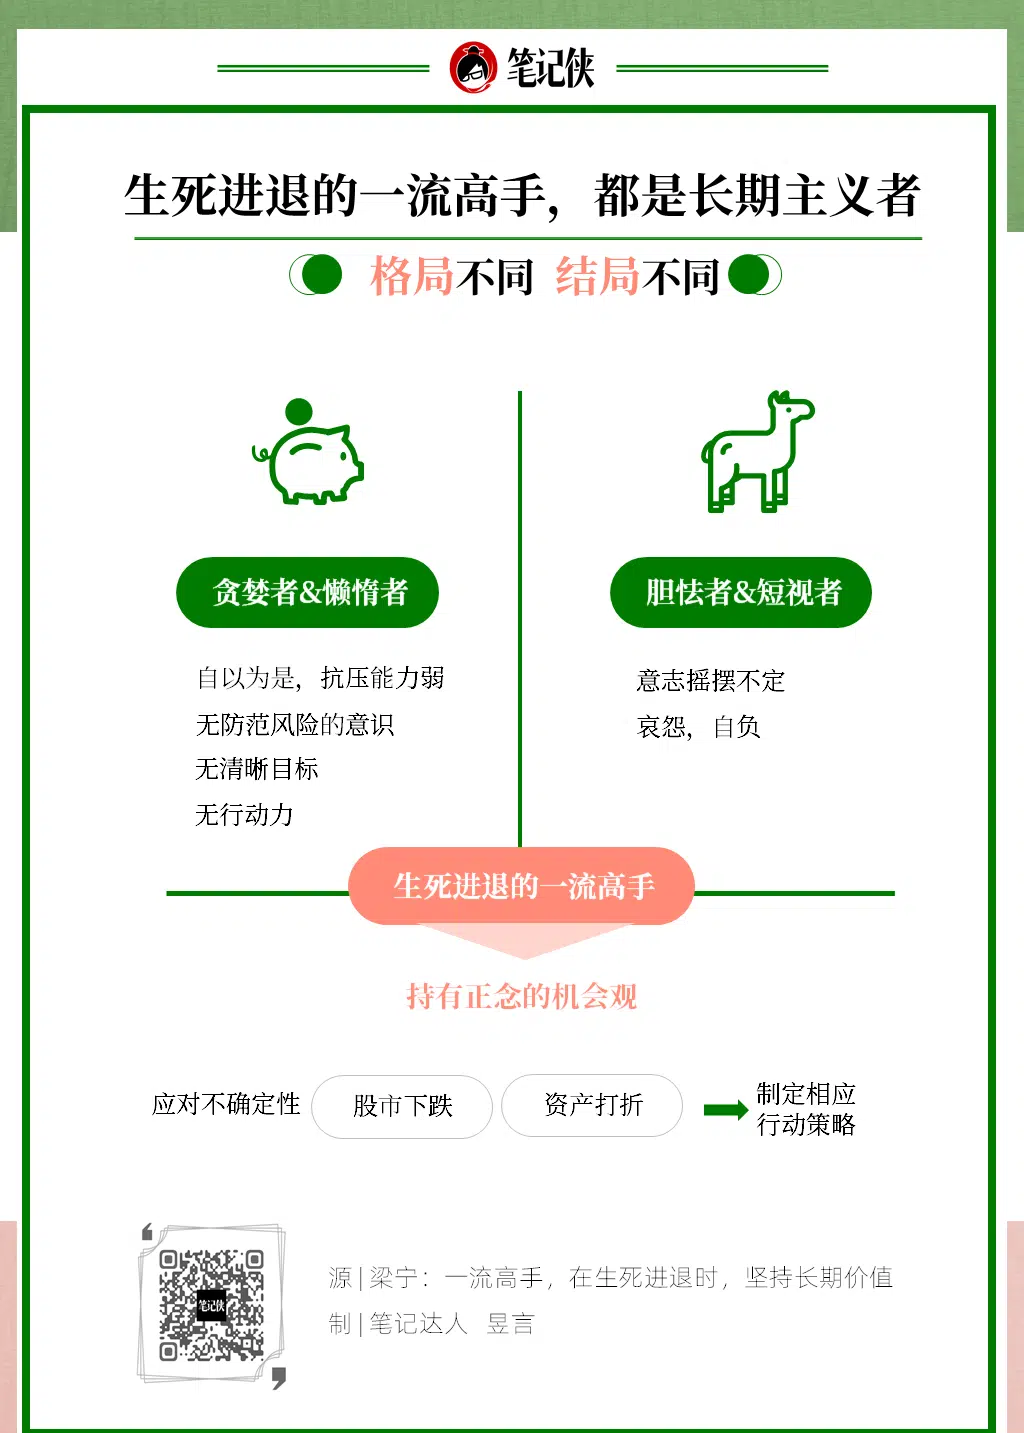 笔记侠
生死进退的一流高手，都是长期主义者
格局不同 结局不同
贪婪者&懒惰者
自以为是，抗压能力弱
无防范风险的意识
无清晰目标
无行动力
胆怯者&短视者
意志摇摆不定
哀怨，自负
生死进退的一流高手
持有正念的机会观
应对不确定性
股市下跌
资产打折
制定相应
行动策略
笔记侠
源 | 梁宁：一流高手，在生死进退时，坚持长期价值
制 | 笔记达人 昱言